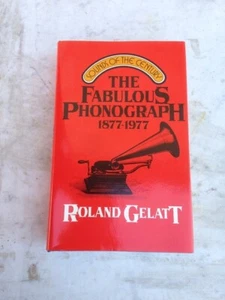 SOUNDS OF THE CENTURY
THE
FABULOUS
PHONOGRAPH
1877-1977
ROLAND GELATT